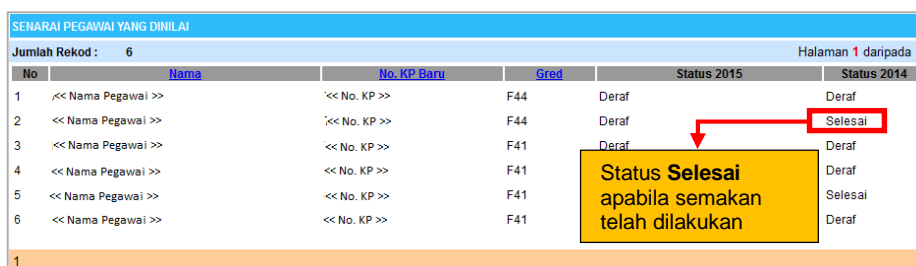 SENARAI PEGAWAI YANG DINILAI
Jumlah Rekod : 6 Halaman 1 daripada
No Nama No. KP Baru Gred Status 2015 Status 2014
1 << Nama Pegawai >> << No. KP >> F44 Deraf Deraf
2 << Nama Pegawai >> << No. KP >> F44 Deraf Selesai
3 << Nama Pegawai >> << No. KP >> F41 Deraf Deraf
4 << Nama Pegawai >> << No. KP >> F41 Deraf
5 << Nama Pegawai >> << No. KP >> F41 Selesai
6 << Nama Pegawai >> << No. KP >> F41 Deraf
Status Selesai
apabila semakan
telah dilakukan
1